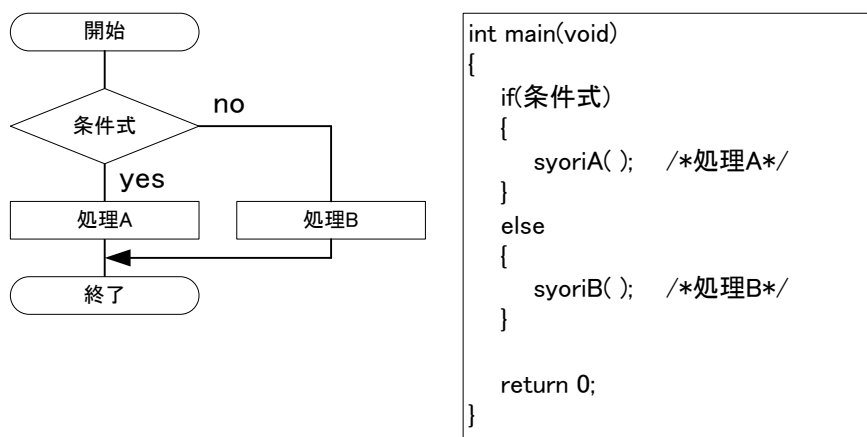 開始
条件式
no
yes
処理A
処理B
終了
int main(void)
{
if(条件式)
{
syoriA( ); /*処理A*/
}
else
{
syoriB( ); /*処理B*/
}
return 0;
}